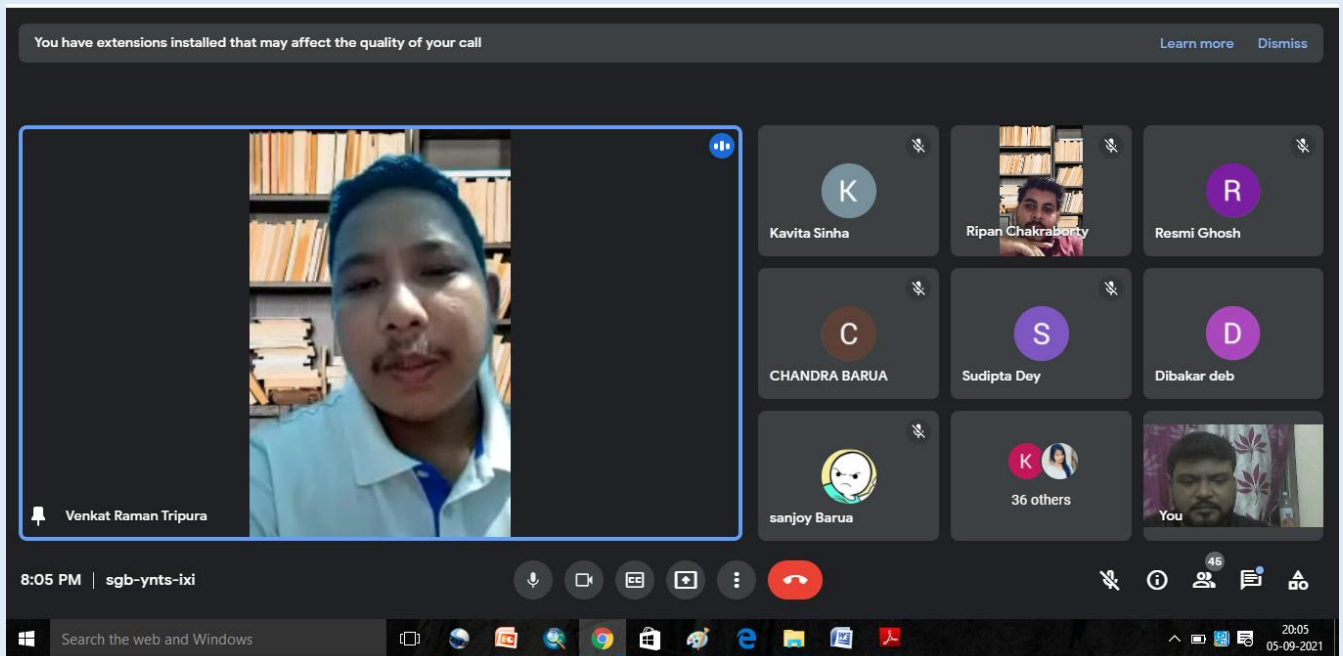 You have extensions installed that may affect the quality of your call
Learn more Dismiss
K
Kavita Sinha
Ripan Chakraborty
R
Resmi Ghosh
C
CHANDRA BARUA
S
Sudipta Dey
D
Dibakar deb
Venkat Raman Tripura
sanjoy Barua
K
36 others
You
8:05 PM | sgb-ynts-ixi
CC
45
Search the web and Windows
20:05
05-09-2021